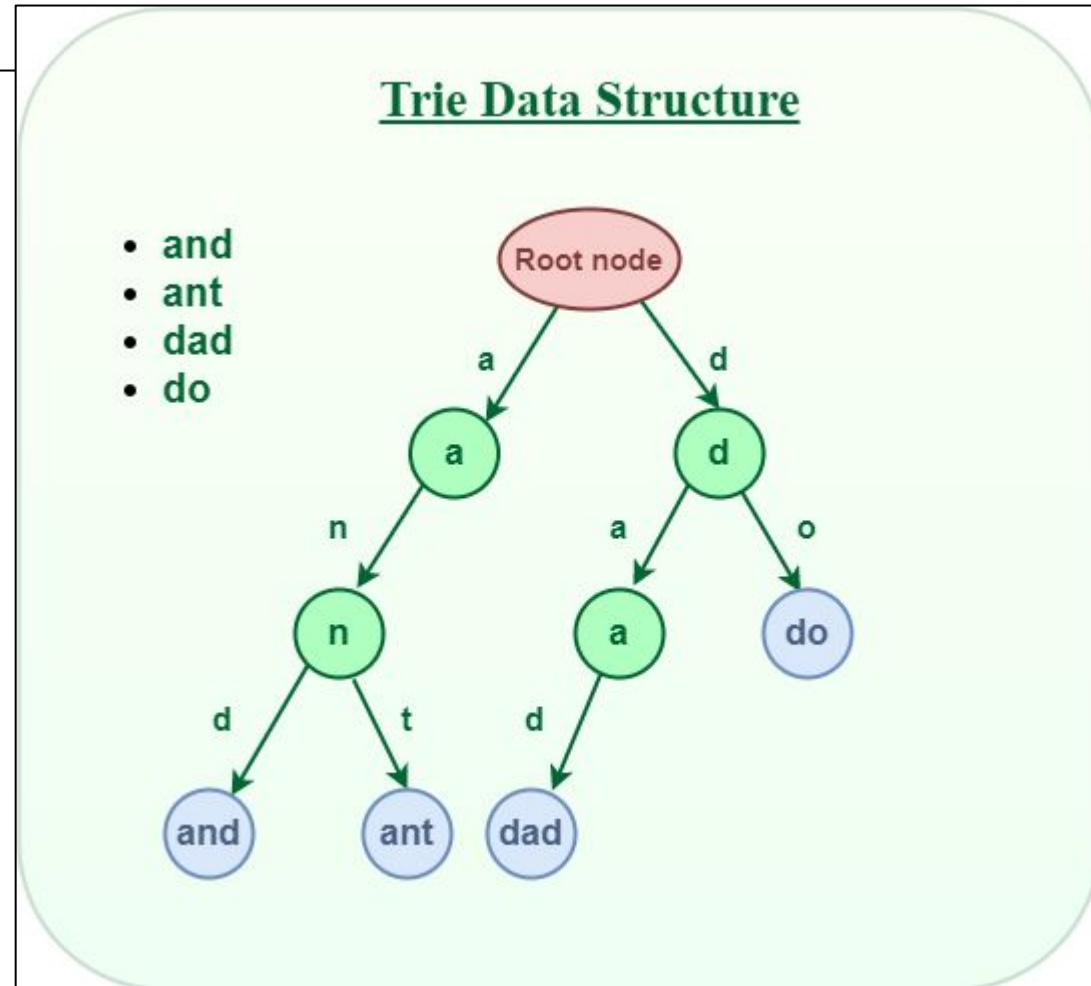 Trie Data Structure
• and
• ant
• dad
• do
Root node
a d
a d
n a o
n a do
d t d
and ant dad